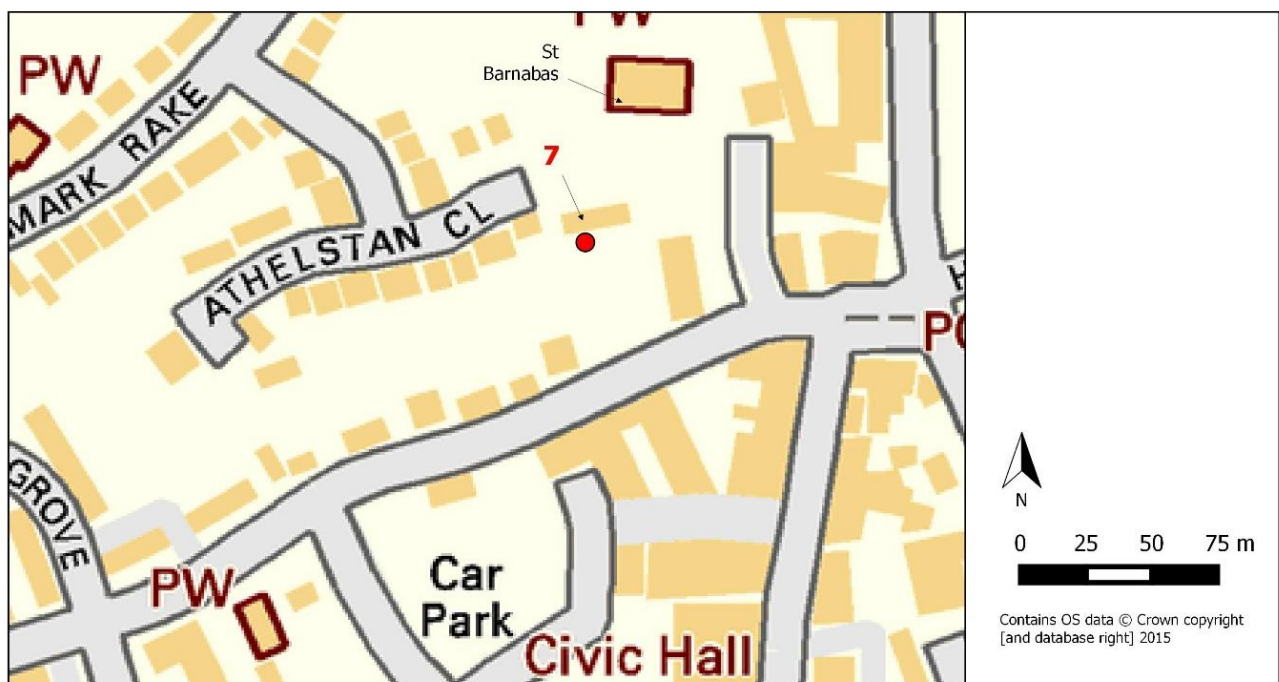 PW
PW
St
Barnabas
MARK RAKE
7
ATHELSTAN CL
H
GROVE
PW
Car
Park
Civic Hall
N
0 25 50 75 m
Contains OS data © Crown copyright
[and database right] 2015